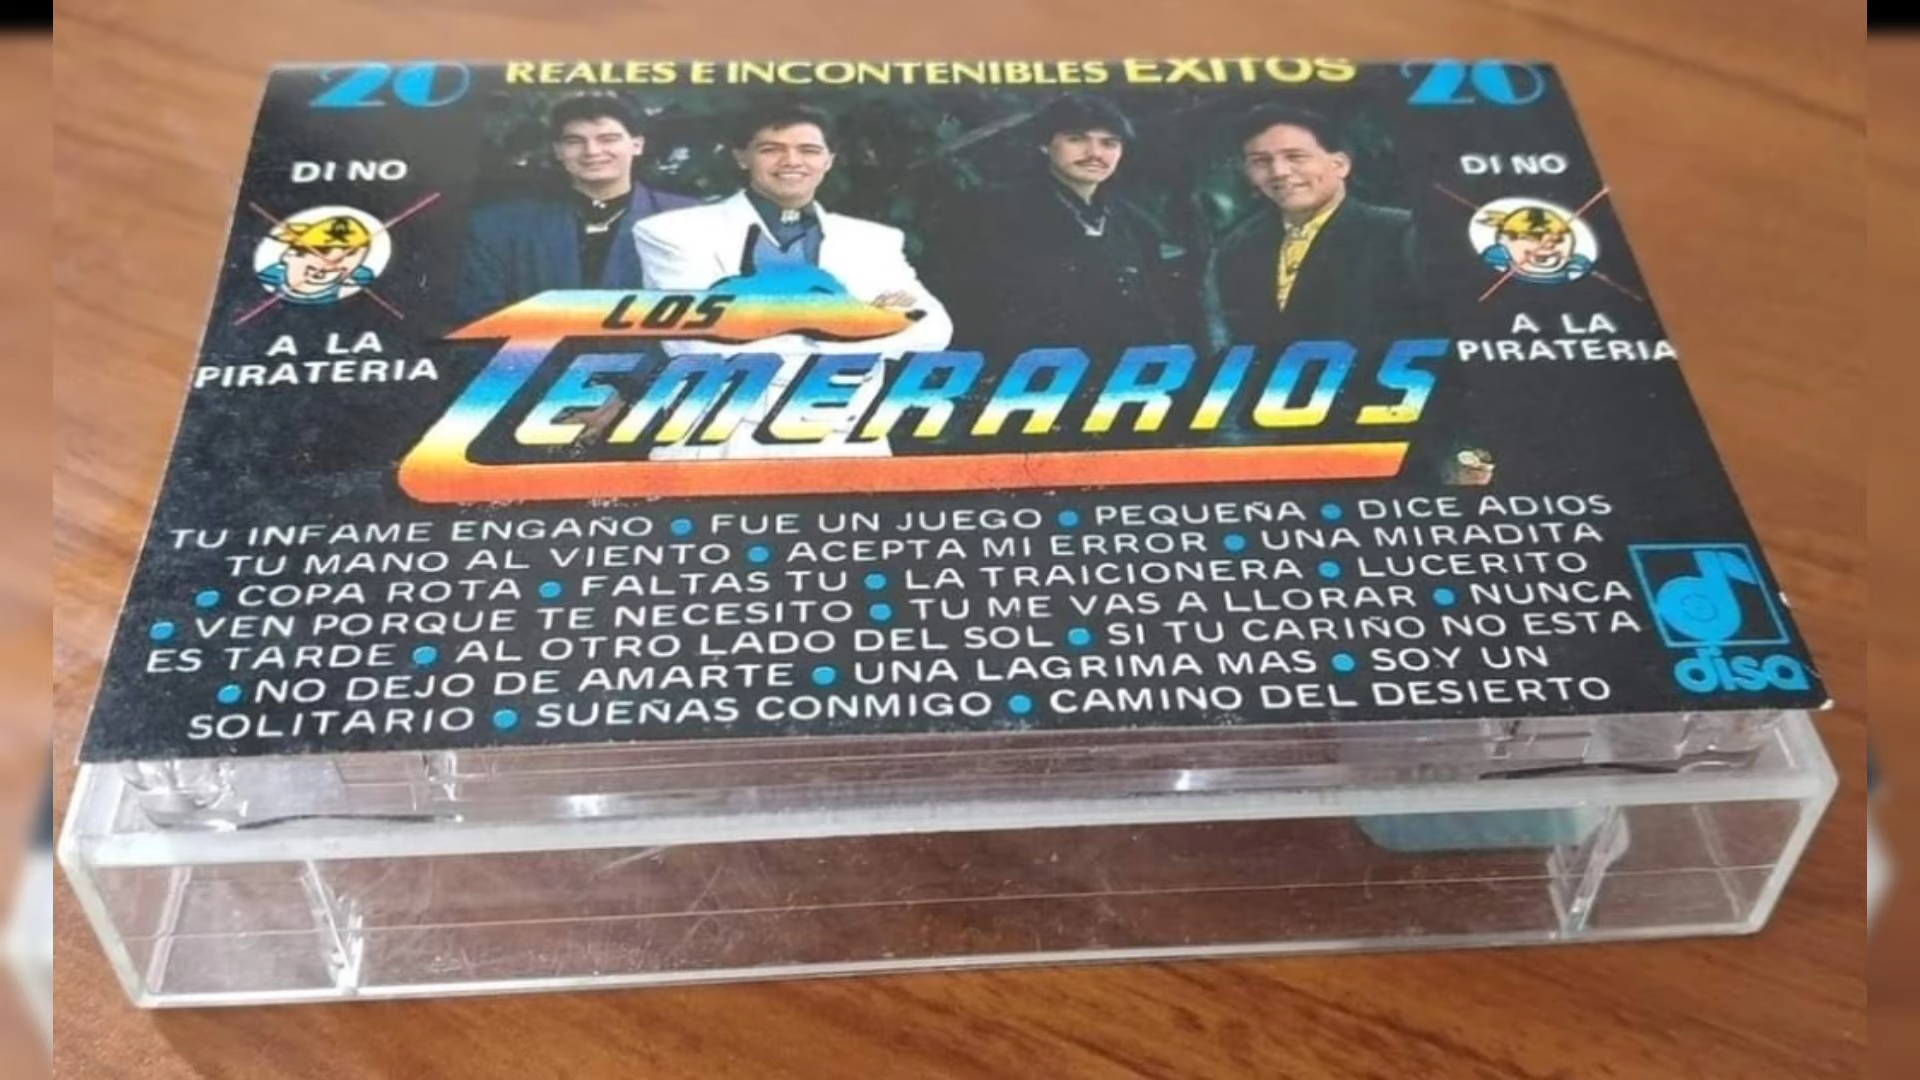 20 REALES E INCONTENIBLES EXITOS 20
DI NO
A LA
PIRATERIA
DI NO
A LA
PIRATERIA
LOS
TEMERARIOS
TU INFAME ENGAÑO • FUE UN JUEGO • PEQUEÑA • DICE ADIOS
TU MANO AL VIENTO • ACEPTA MI ERROR • UNA MIRADITA
• COPA ROTA • FALTAS TU • LA TRAICIONERA • LUCERITO
• VEN PORQUE TE NECESITO • TU ME VAS A LLORAR • NUNCA
ES TARDE • AL OTRO LADO DEL SOL • SI TU CARIÑO NO ESTA
• NO DEJO DE AMARTE • UNA LAGRIMA MAS • SOY UN
SOLITARIO • SUEÑAS CONMIGO • CAMINO DEL DESIERTO
disa